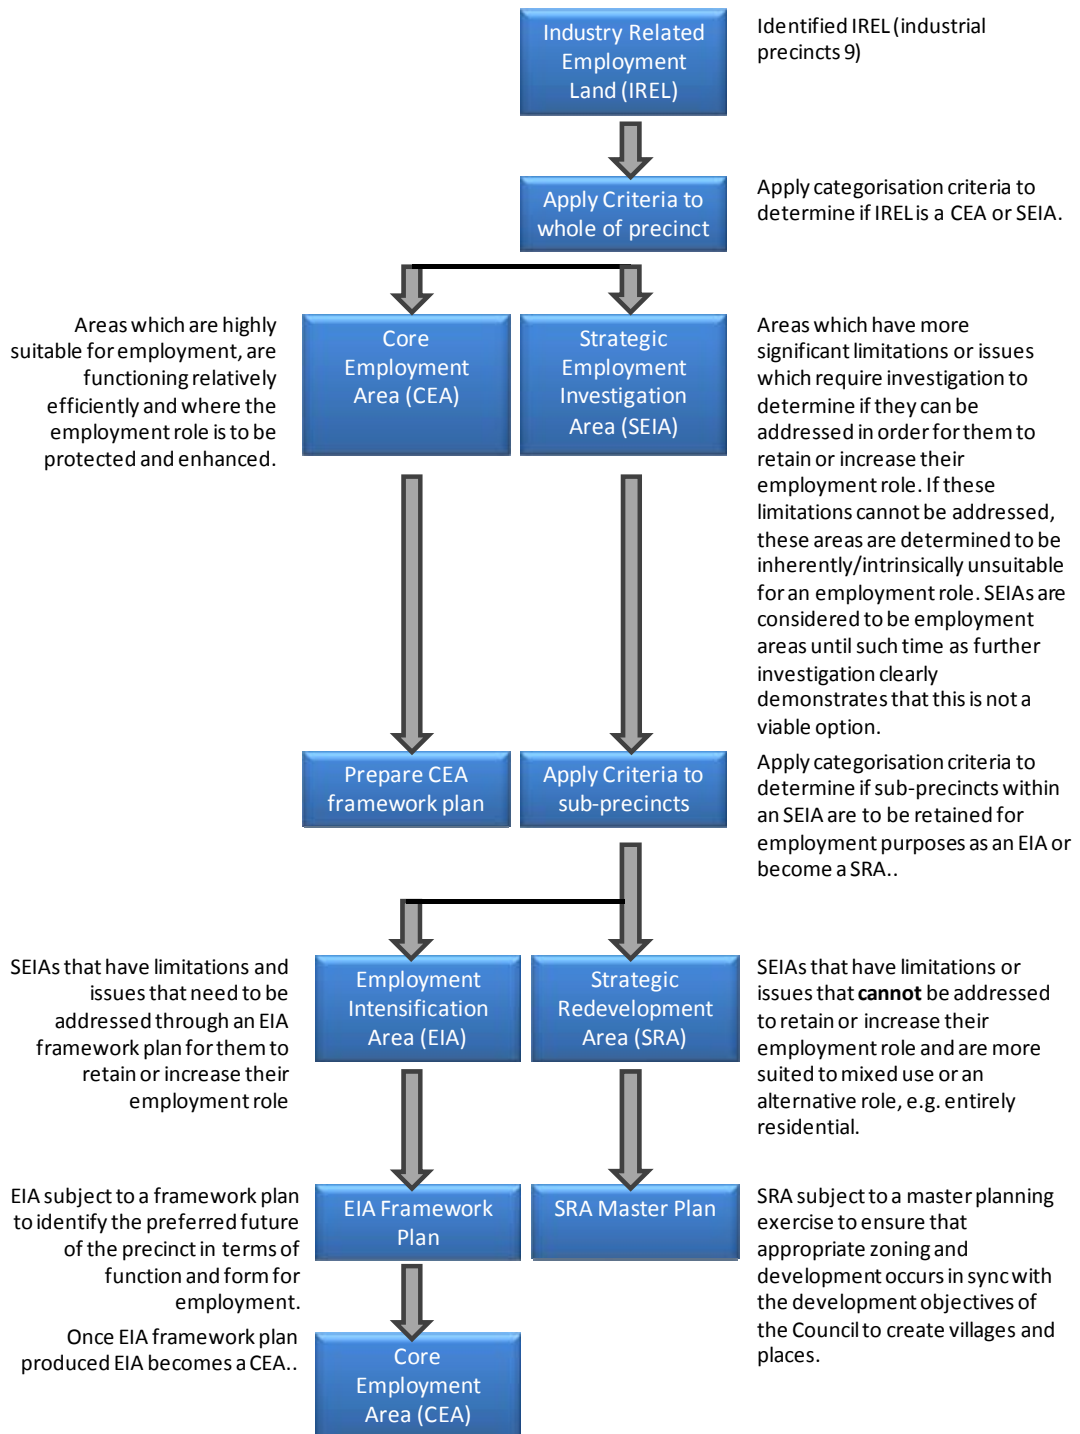 Industry Related
Employment
Land (IREL)
Identified IREL (industrial
precincts 9)
Apply Criteria to
whole of precinct
Apply categorisation criteria to
determine if IREL is a CEA or SEIA.
Areas which are highly
suitable for employment, are
functioning relatively
efficiently and where the
employment role is to be
protected and enhanced.
Core
Employment
Area (CEA)
Strategic
Employment
Investigation
Area (SEIA)
Areas which have more
significant limitations or issues
which require investigation to
determine if they can be
addressed in order for them to
retain or increase their
employment role. If these
limitations cannot be addressed,
these areas are determined to be
inherently/intrinsically unsuitable
for an employment role. SEIAs are
considered to be employment
areas until such time as further
investigation clearly
demonstrates that this is not a
viable option.
Prepare CEA
framework plan
Apply Criteria to
sub-precincts
Apply categorisation criteria to
determine if sub-precincts within
an SEIA are to be retained for
employment purposes as an EIA or
become a SRA..
SEIAs that have limitations and
issues that need to be
addressed through an EIA
framework plan for them to
retain or increase their
employment role
Employment
Intensification
Area (EIA)
Strategic
Redevelopment
Area (SRA)
SEIAs that have limitations or
issues that cannot be addressed
to retain or increase their
employment role and are more
suited to mixed use or an
alternative role, e.g. entirely
residential.
EIA subject to a framework plan
to identify the preferred future
of the precinct in terms of
function and form for
employment.
EIA Framework
Plan
SRA Master Plan
SRA subject to a master planning
exercise to ensure that
appropriate zoning and
development occurs in sync with
the development objectives of
the Council to create villages and
places.
Once EIA framework plan
produced EIA becomes a CEA..
Core
Employment
Area (CEA)